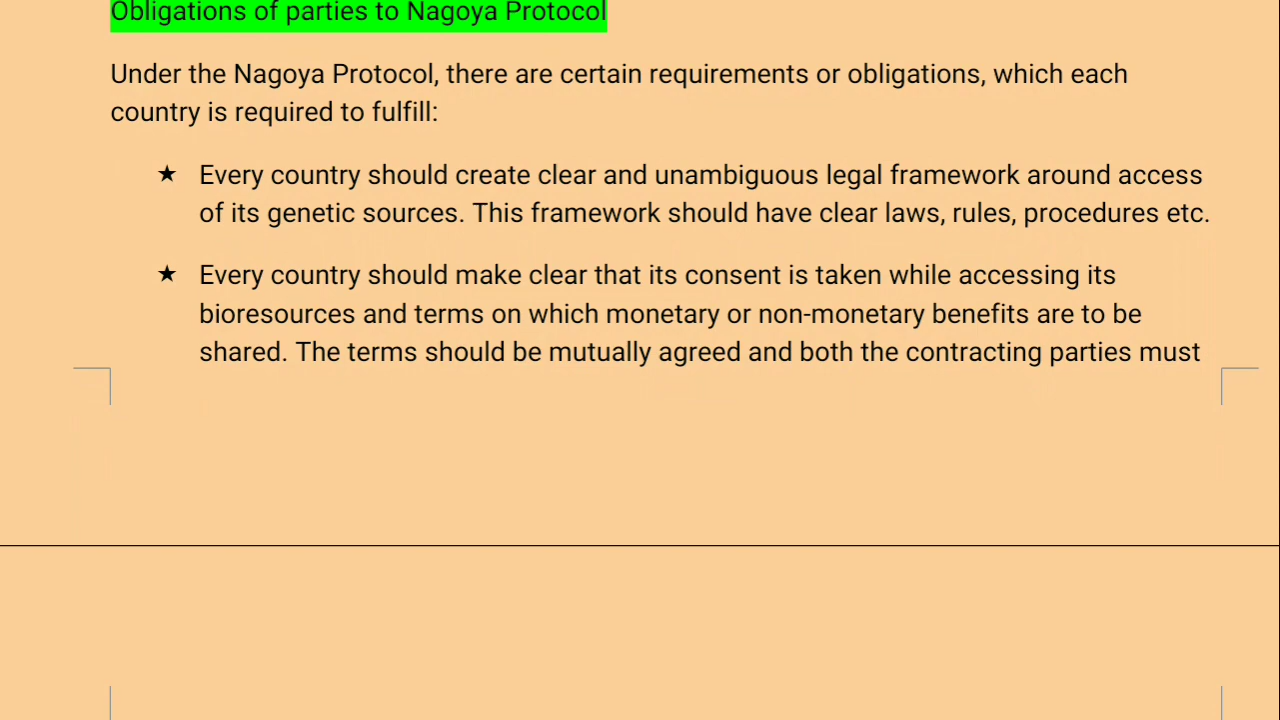 Obligations of parties to Nagoya Protocol
Under the Nagoya Protocol, there are certain requirements or obligations, which each
country is required to fulfill:
★ Every country should create clear and unambiguous legal framework around access
of its genetic sources. This framework should have clear laws, rules, procedures etc.
★ Every country should make clear that its consent is taken while accessing its
bioresources and terms on which monetary or non-monetary benefits are to be
shared. The terms should be mutually agreed and both the contracting parties must